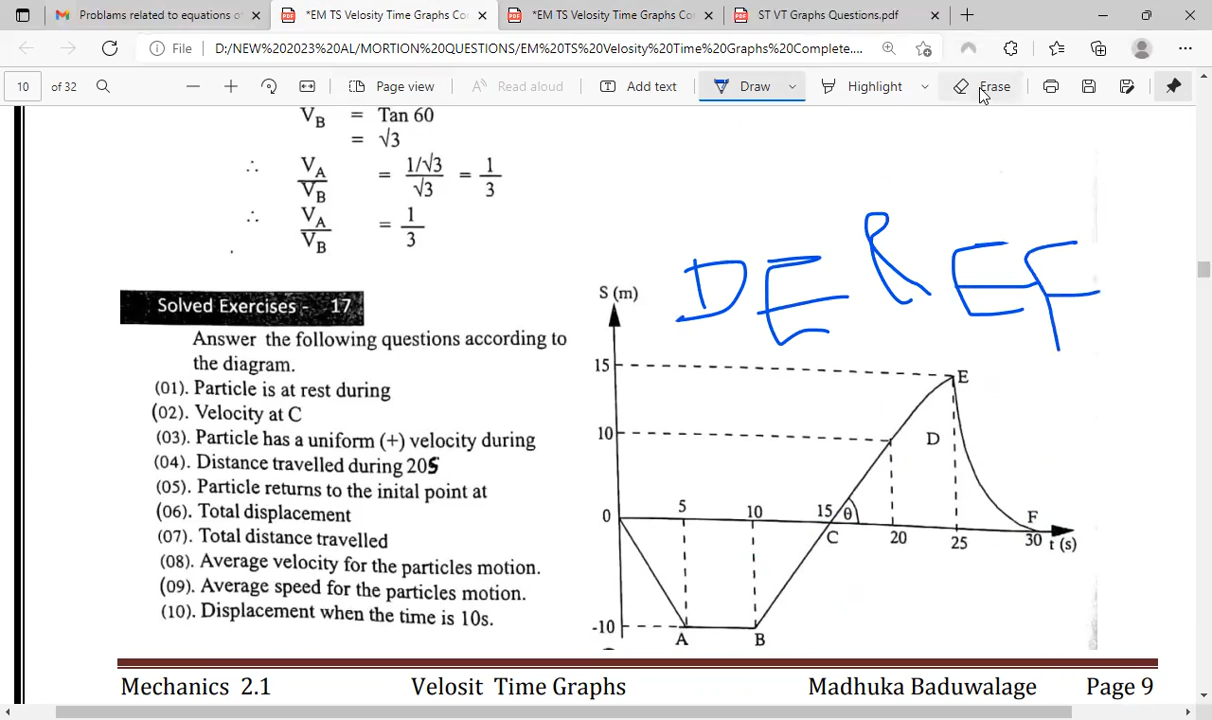 Problems related to equations o
*EM TS Velosity Time Graphs Co
*EM TS Velosity Time Graphs Co
ST VT Graphs Questions.pdf
File
D:/NEW%202023%20AL/MORTION%20QUESTIONS/EM%20TS%20Velosity%20Time%20Graphs%20Complete....
10 of 32
Page view
Read aloud
Add text
Draw
Highlight
Erase
V_B = Tan 60
= √3
∴ V_A/V_B = 1/√3/√3 = 1/3
∴ V_A/V_B = 1/3
DE R EF
Solved Exercises - 17
Answer the following questions according to
the diagram.
(01). Particle is at rest during
(02). Velocity at C
(03). Particle has a uniform (+) velocity during
(04). Distance travelled during 20S
(05). Particle returns to the inital point at
(06). Total displacement
(07). Total distance travelled
(08). Average velocity for the particles motion.
(09). Average speed for the particles motion.
(10). Displacement when the time is 10s.
S (m)
15
E
10
D
0
5
10
15
θ
F
C
20
25
30
t (s)
-10
A
B
Mechanics 2.1
Velosit Time Graphs
Madhuka Baduwalage
Page 9